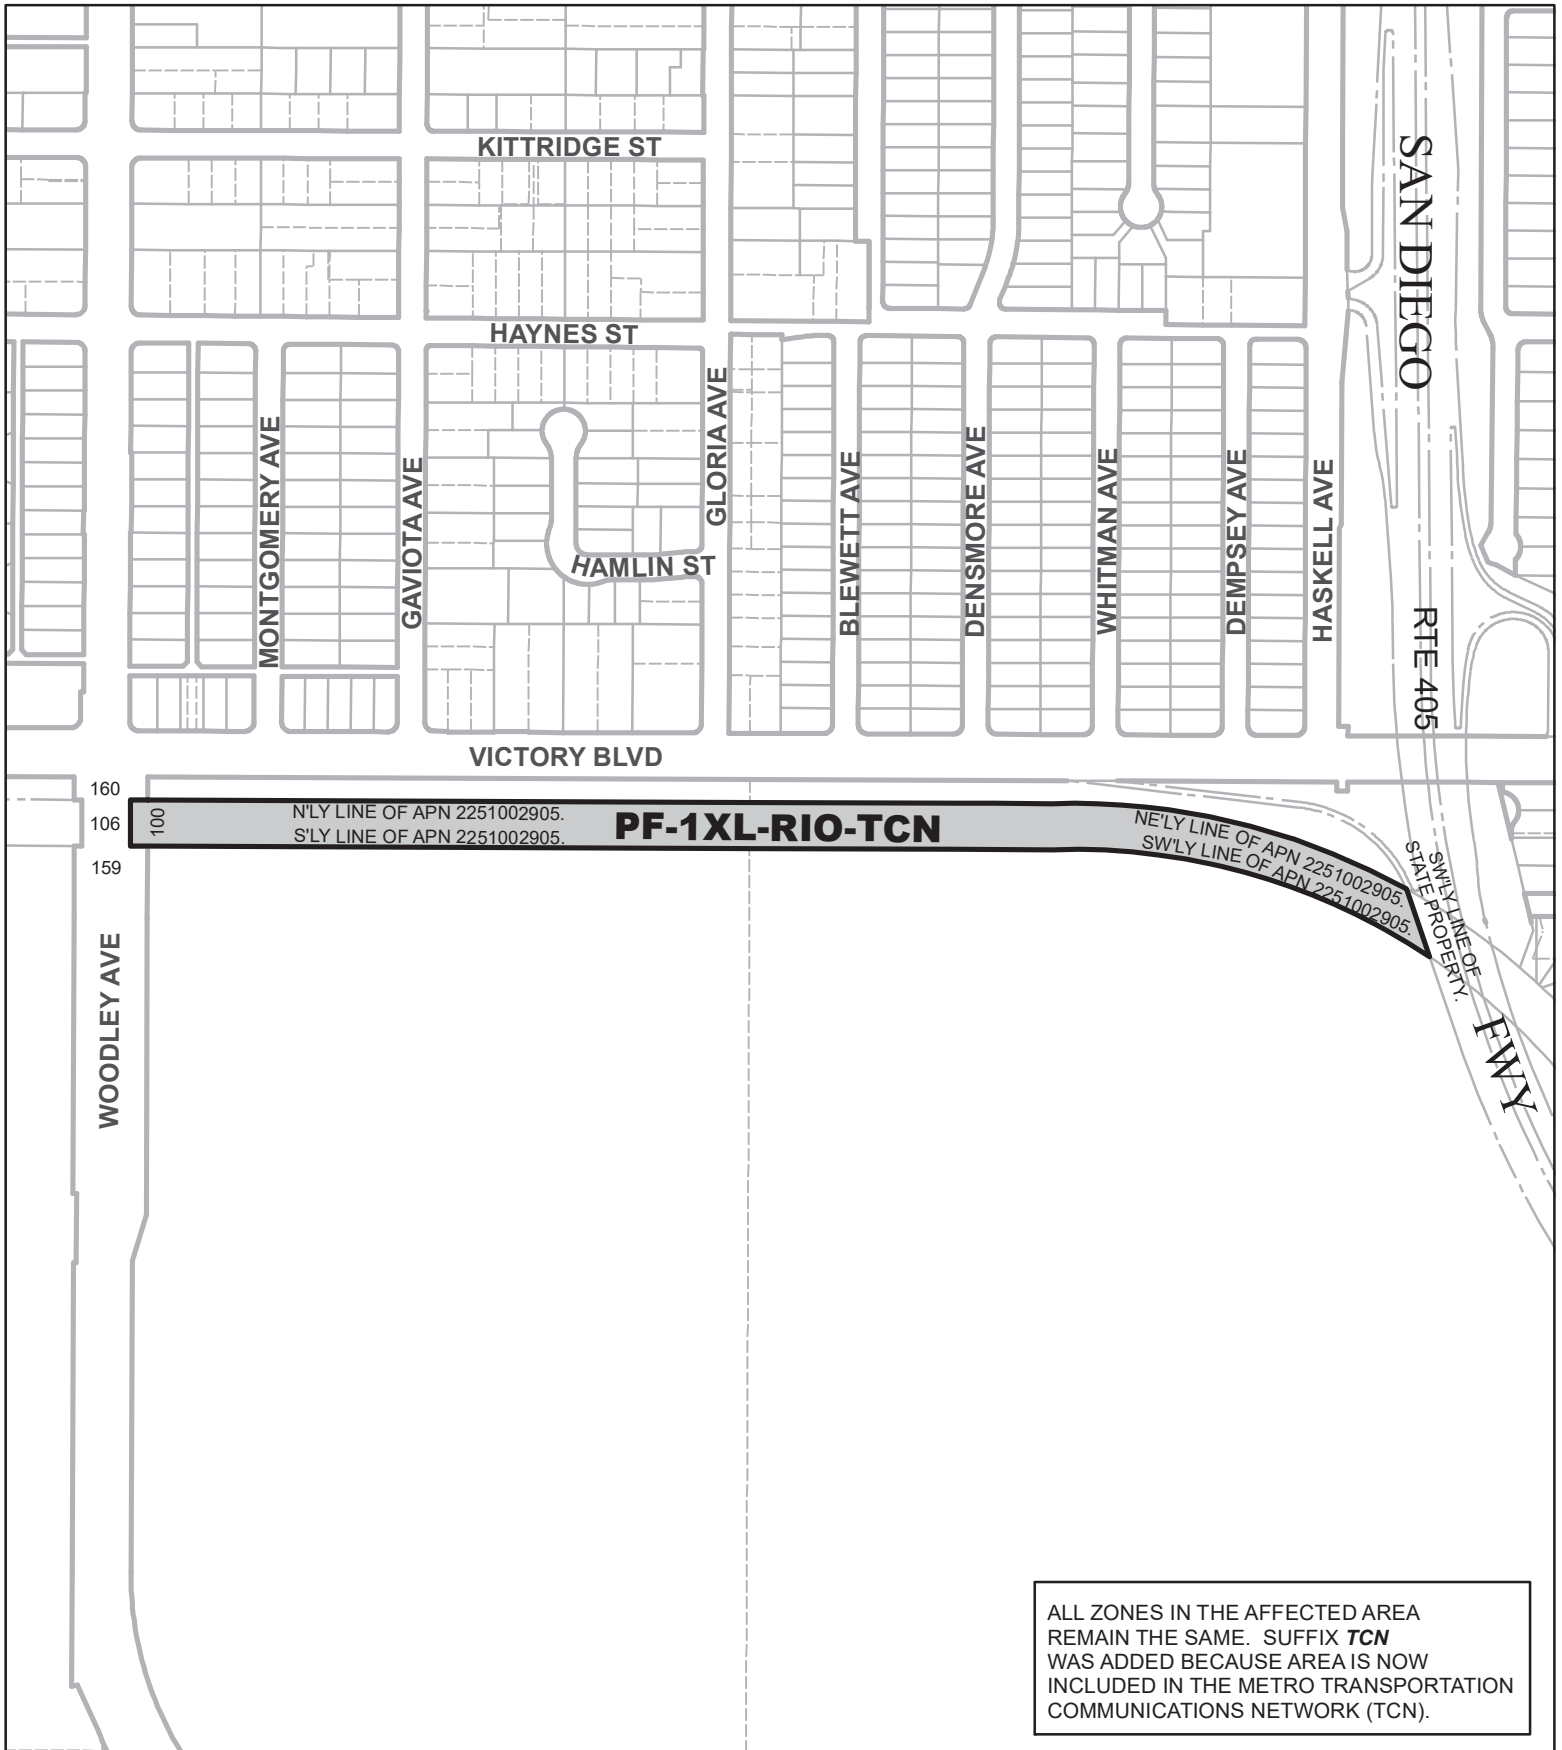 KITTRIDGE ST
SAN DIEGO
HAYNES ST
MONTGOMERY AVE
GAVIOTA AVE
GLORIA AVE
BLEWETT AVE
DENSMORE AVE
WHITMAN AVE
DEMPSEY AVE
HASKELL AVE
HAMLIN ST
RTE 405
VICTORY BLVD
160
106
159
100
N'LY LINE OF APN 2251002905.
S'LY LINE OF APN 2251002905.
PF-1XL-RIO-TCN
NE'LY LINE OF APN 2251002905.
SW'LY LINE OF APN 2251002905.
SW'LY LINE OF
STATE PROPERTY.
WOODLEY AVE
FWY
ALL ZONES IN THE AFFECTED AREA
REMAIN THE SAME. SUFFIX TCN
WAS ADDED BECAUSE AREA IS NOW
INCLUDED IN THE METRO TRANSPORTATION
COMMUNICATIONS NETWORK (TCN).